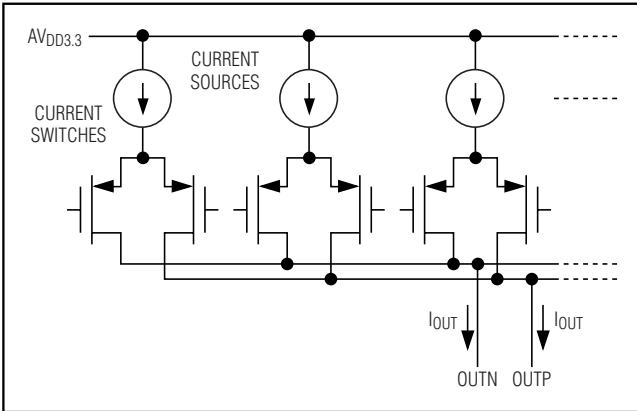 AVDD3.3
CURRENT
SOURCES
CURRENT
SWITCHES
IOUT
IOUT
OUTN
OUTP